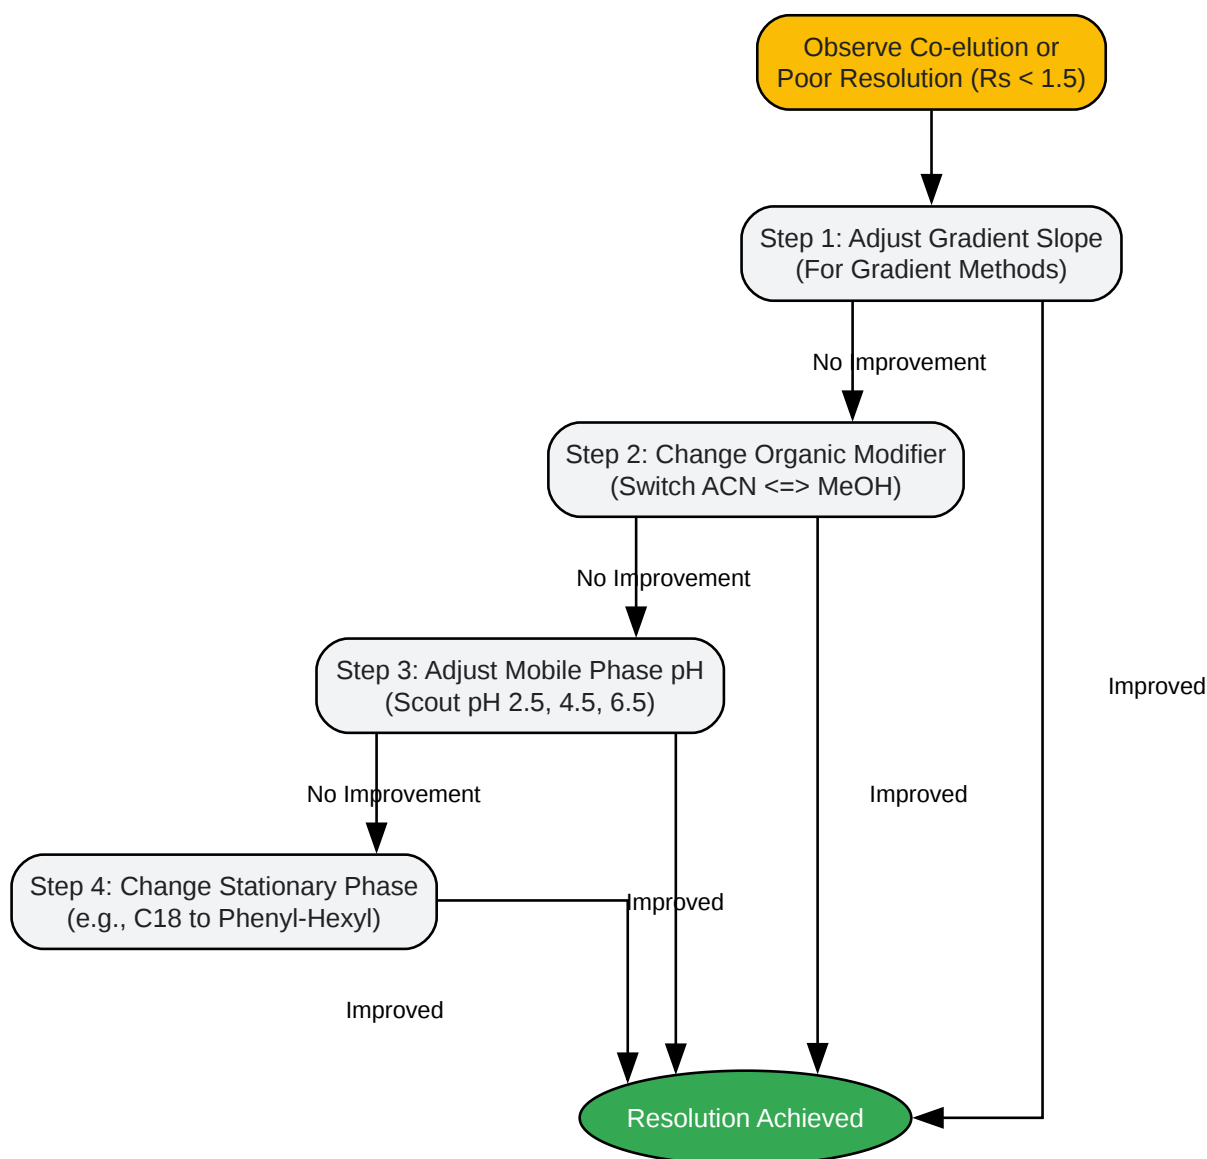 Observe Co-elution or
Poor Resolution (Rs < 1.5)
Step 1: Adjust Gradient Slope
(For Gradient Methods)
No Improvement
Step 2: Change Organic Modifier
(Switch ACN <=> MeOH)
No Improvement
Step 3: Adjust Mobile Phase pH
(Scout pH 2.5, 4.5, 6.5)
Improved
No Improvement
Improved
Step 4: Change Stationary Phase
(e.g., C18 to Phenyl-Hexyl)
Improved
Improved
Resolution Achieved